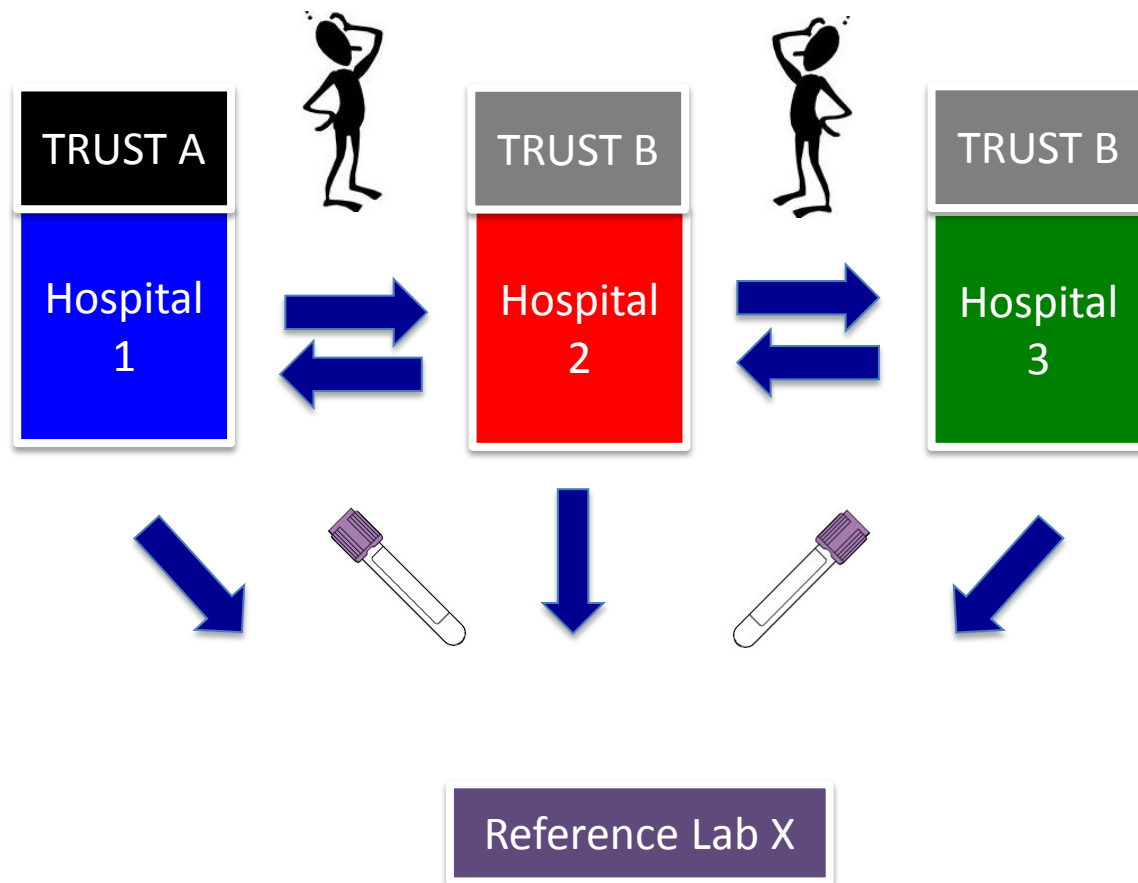 TRUST A
TRUST B
TRUST B
Hospital
1
Hospital
2
Hospital
3
Reference Lab X